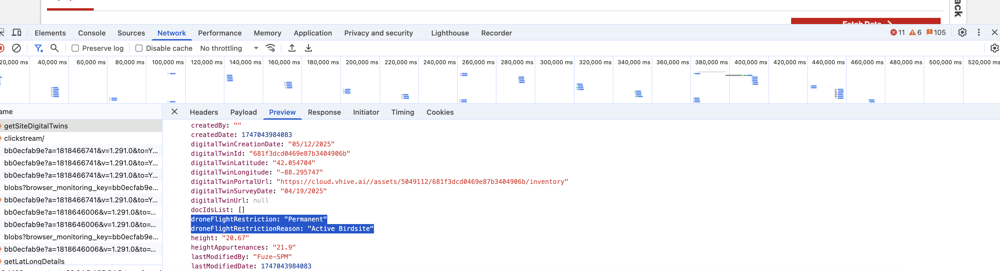 ack
Fetch Data
Elements Console Sources Network Performance Memory Application Privacy and security Lighthouse Recorder 11 6 105
Preserve log Disable cache No throttling
20,000 ms 40,000 ms 60,000 ms 80,000 ms 100,000 ms 120,000 ms 140,000 ms 160,000 ms 180,000 ms 200,000 ms 220,000 ms 240,000 ms 260,000 ms 280,000 ms 300,000 ms 320,000 ms 340,000 ms 360,000 ms 380,000 ms 400,000 ms 420,000 ms 440,000 ms 460,000 ms 480,000 ms 500,000 ms 520,000 ms
ame
Headers Payload Preview Response Initiator Timing Cookies
getSiteDigitalTwins
clickstream/
bb0ecfab9e?a=1818466741&v=1.291.0&to=Y...
bb0ecfab9e?a=1818466741&v=1.291.0&to=Y...
bb0ecfab9e?a=1818466741&v=1.291.0&to=Y...
blobs?browser_monitoring_key=bb0ecfab9e...
bb0ecfab9e?a=1818466741&v=1.291.0&to=Y...
bb0ecfab9e?a=1818646006&v=1.291.0&to=...
bb0ecfab9e?a=1818646006&v=1.291.0&to=...
blobs?browser_monitoring_key=bb0ecfab9e...
bb0ecfab9e?a=1818646006&v=1.291.0&to=...
getLatLongDetails
createdBy: ""
createdDate: 1747043984083
digitalTwinCreationDate: "05/12/2025"
digitalTwinId: "681f3dcd0469e87b3404906b"
digitalTwinLatitude: "42.054704"
digitalTwinLongitude: "-88.295747"
digitalTwinPortalUrl: "https://cloud.vhive.ai//assets/5049112/681f3dcd0469e87b3404906b/inventory"
digitalTwinSurveyDate: "04/19/2025"
digitalTwinUrl: null
docIdsList: []
droneFlightRestriction: "Permanent"
droneFlightRestrictionReason: "Active Birdsite"
height: "20.67"
heightAppurtenances: "21.9"
lastModifiedBy: "Fuze-SPM"
lastModifiedDate: 1747043984083